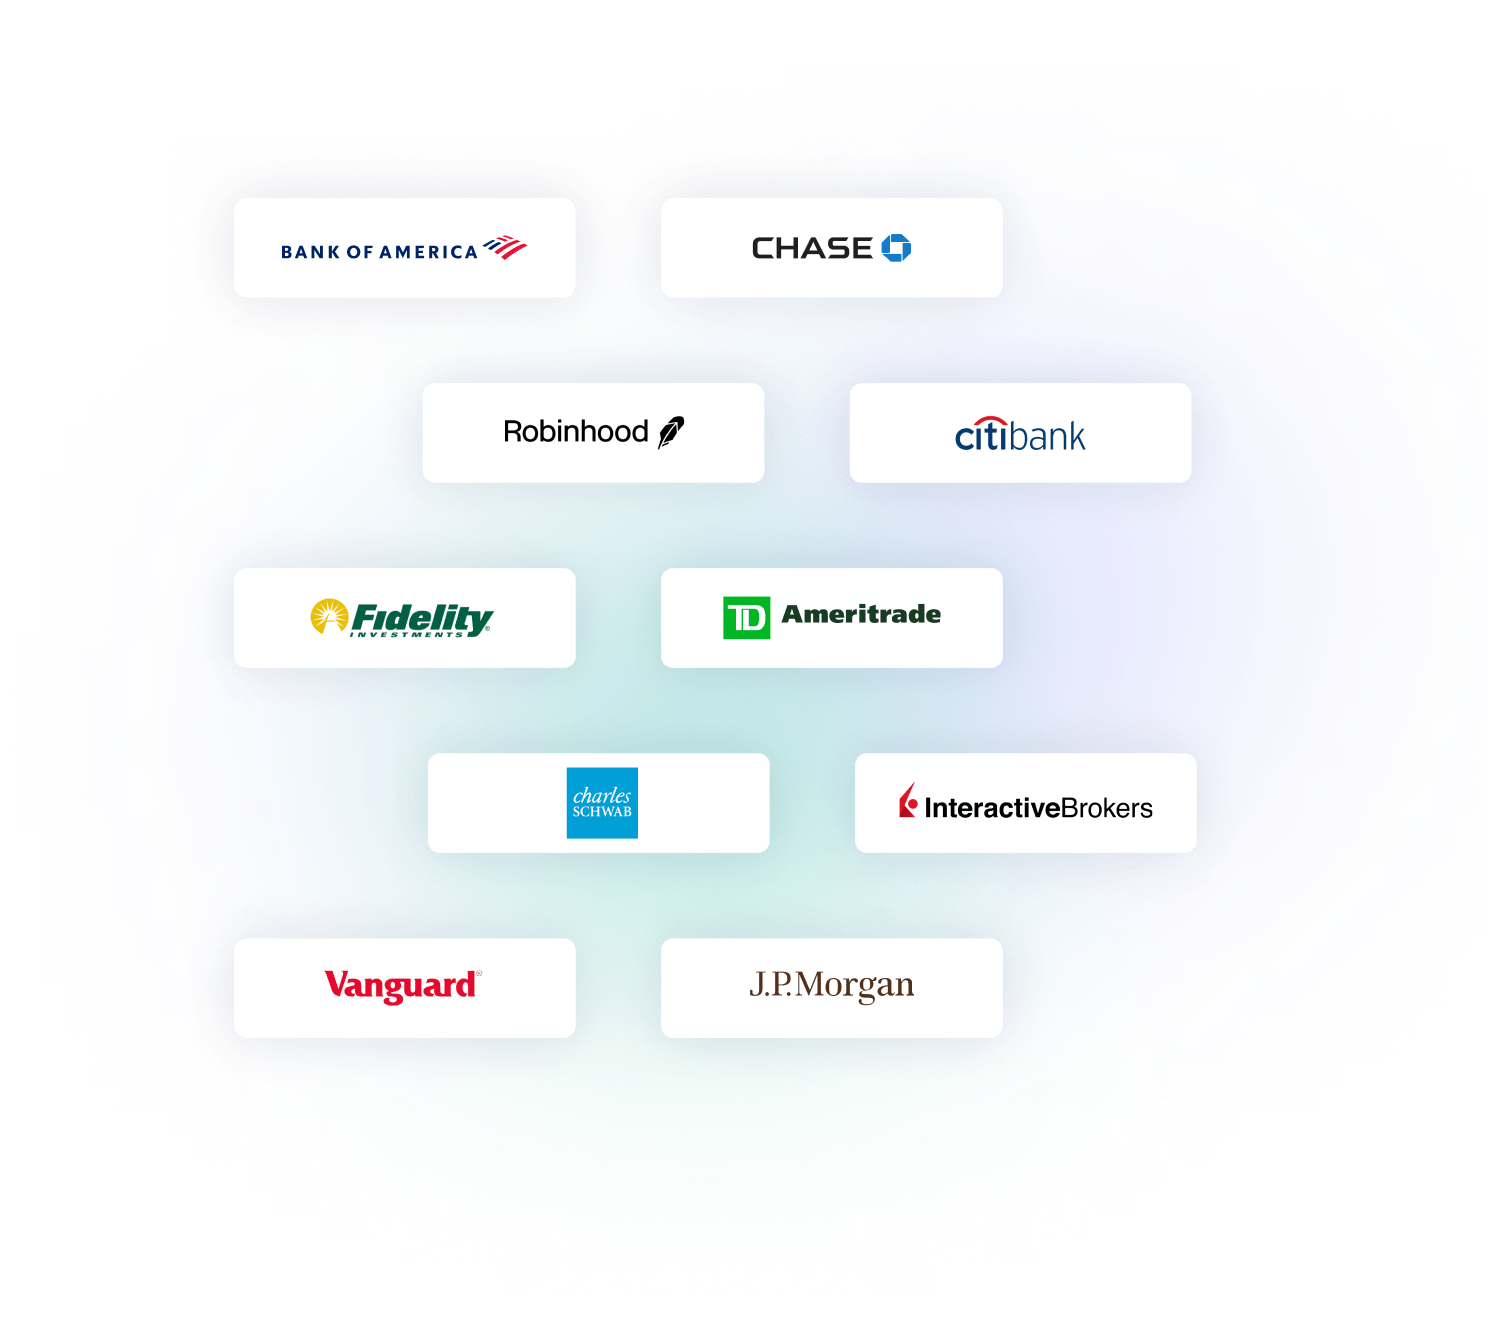 BANK OF AMERICA
CHASE
Robinhood
citibank
Fidelity®
INVESTMENTS
TD Ameritrade
charles
SCHWAB
InteractiveBrokers
Vanguard®
J.P.Morgan